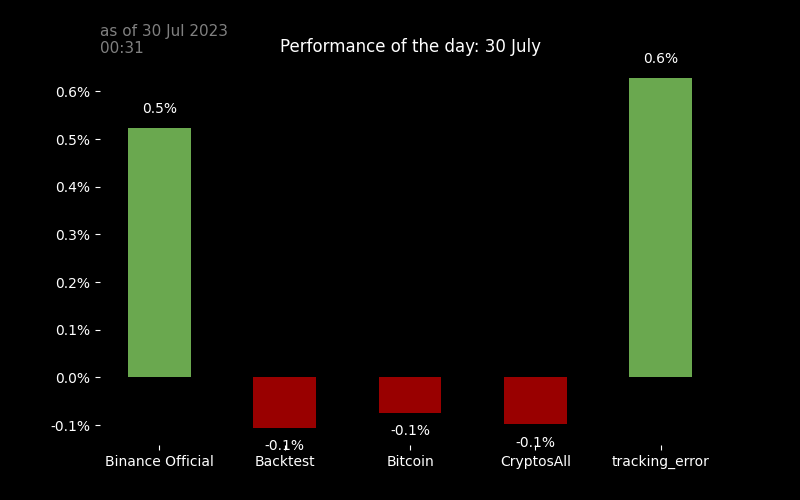 as of 30 Jul 2023
00:31
Performance of the day: 30 July
0.6%
0.6%
0.5%
0.5%
0.4%
0.3%
0.2%
0.1%
0.0%
-0.1%
-0.1%
-0.1%
-0.1%
Binance Official
Backtest
Bitcoin
CryptosAll
tracking_error